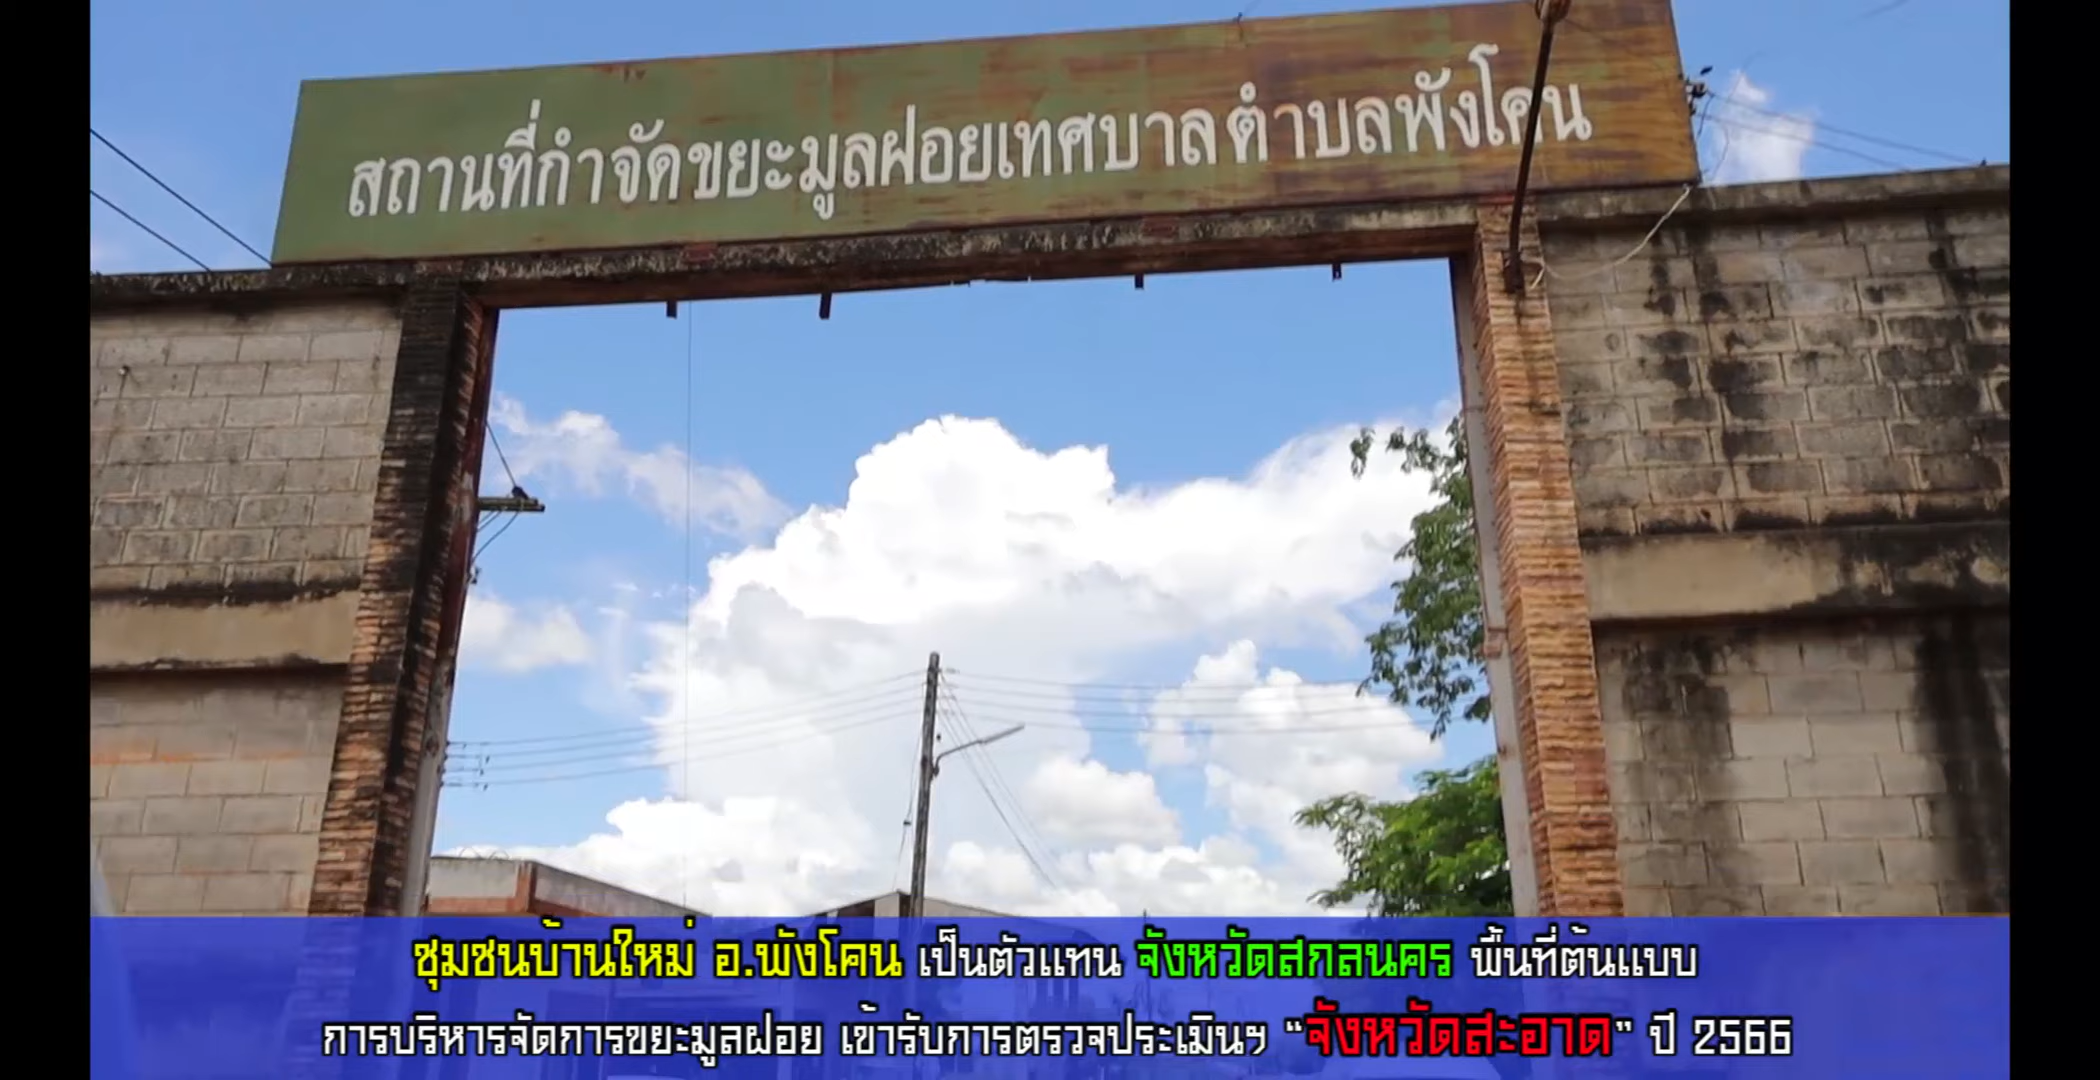 สถานที่กำจัดขยะมูลฝอยเทศบาลตำบลพังโคน
ชุมชนบ้านใหม่ อ.พังโคน เป็นตัวแทน จังหวัดสกลนคร พื้นที่ต้นแบบ
การบริหารจัดการขยะมูลฝอย เข้ารับการตรวจประเมินฯ “จังหวัดสะอาด” ปี 2566